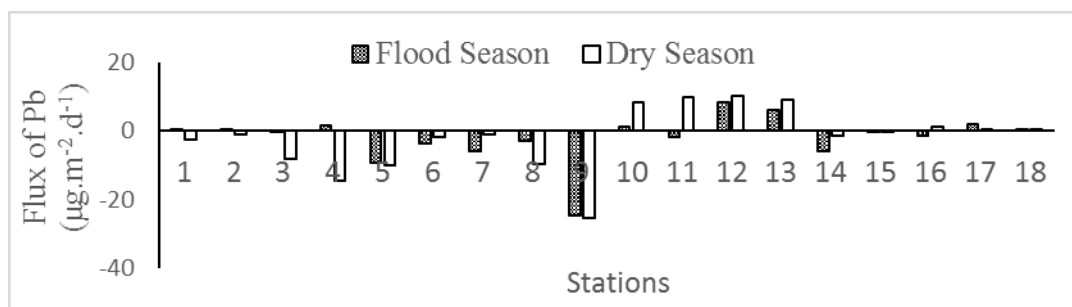 Flood Season Dry Season
Flux of Pb
(μg.m-2.d-1)
20
0
-20
-40
1 2 3 4 5 6 7 8 9 10 11 12 13 14 15 16 17 18
Stations